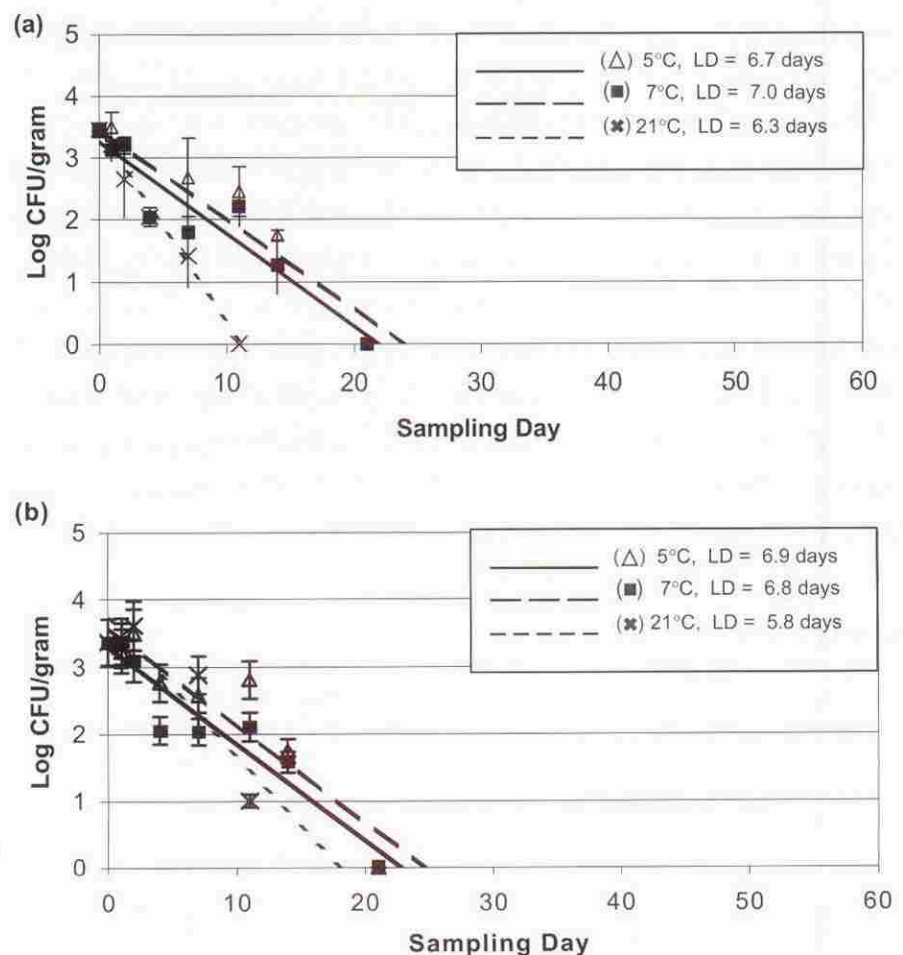 (a)
5
4
3
2
1
0
Log CFU/gram
0 10 20 30 40 50 60
Sampling Day
(△) 5°C, LD = 6.7 days
(■) 7°C, LD = 7.0 days
(✖) 21°C, LD = 6.3 days
(b)
5
4
3
2
1
0
Log CFU/gram
0 10 20 30 40 50 60
Sampling Day
(△) 5°C, LD = 6.9 days
(■) 7°C, LD = 6.8 days
(✖) 21°C, LD = 5.8 days